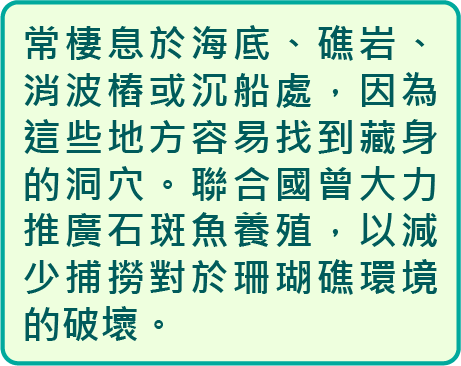 常棲息於海底、礁岩、
消波樁或沉船處，因為
這些地方容易找到藏身
的洞穴。聯合國曾大力
推廣石斑魚養殖，以減
少捕撈對於珊瑚礁環境
的破壞。